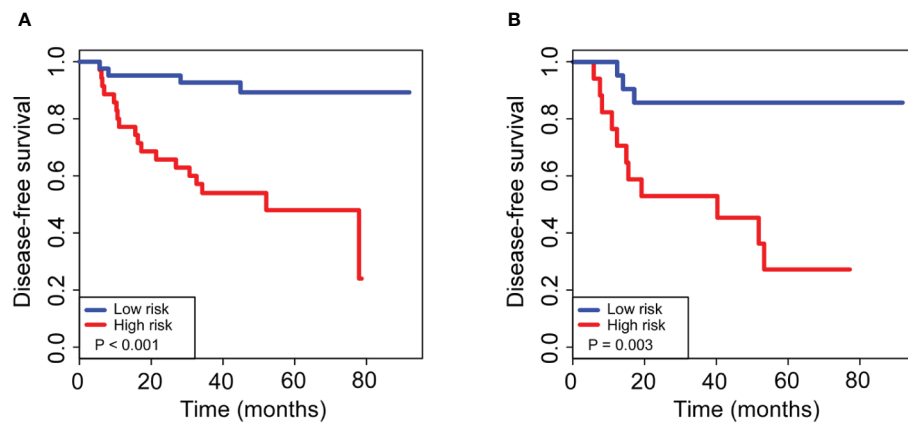 A
Disease-free survival
1.0
0.8
0.6
0.4
0.2
0.0
Low risk
High risk
P < 0.001
0 20 40 60 80
Time (months)
B
Disease-free survival
1.0
0.8
0.6
0.4
0.2
0.0
Low risk
High risk
P = 0.003
0 20 40 60 80
Time (months)